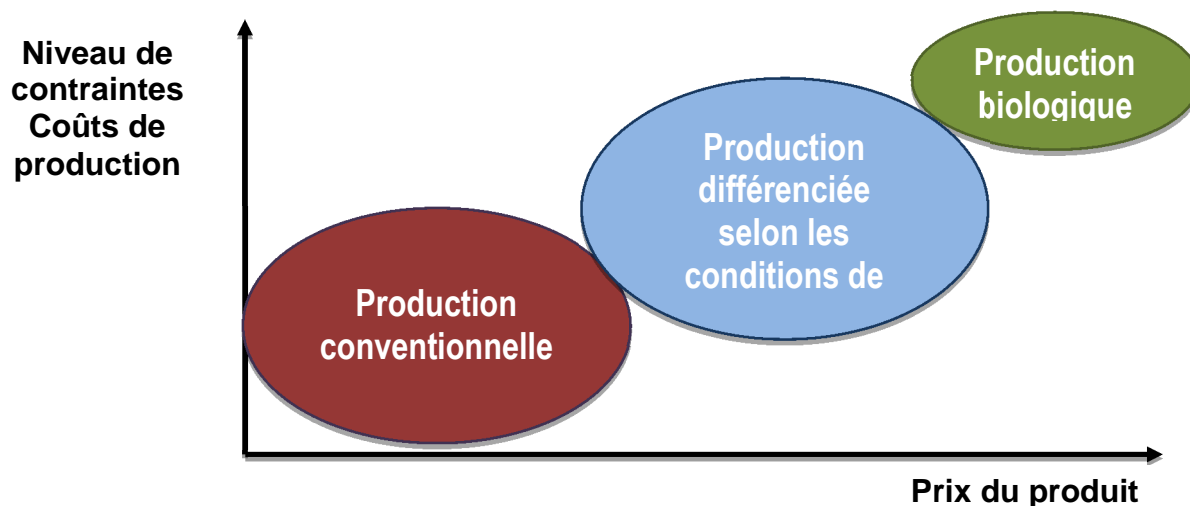 Niveau de
contraintes
Coûts de
production
Production
biologique
Production
différenciée
selon les
conditions de
Production
conventionnelle
Prix du produit